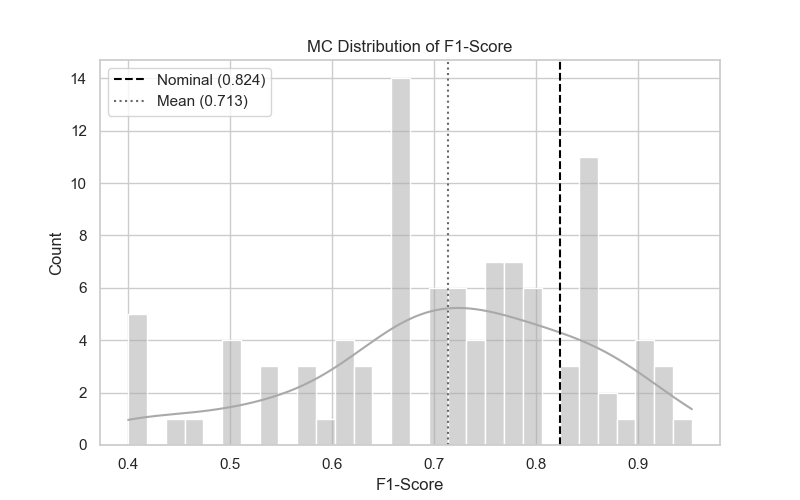 MC Distribution of F1-Score
Nominal (0.824)
Mean (0.713)
14
12
10
8
6
4
2
0
Count
0.4 0.5 0.6 0.7 0.8 0.9
F1-Score